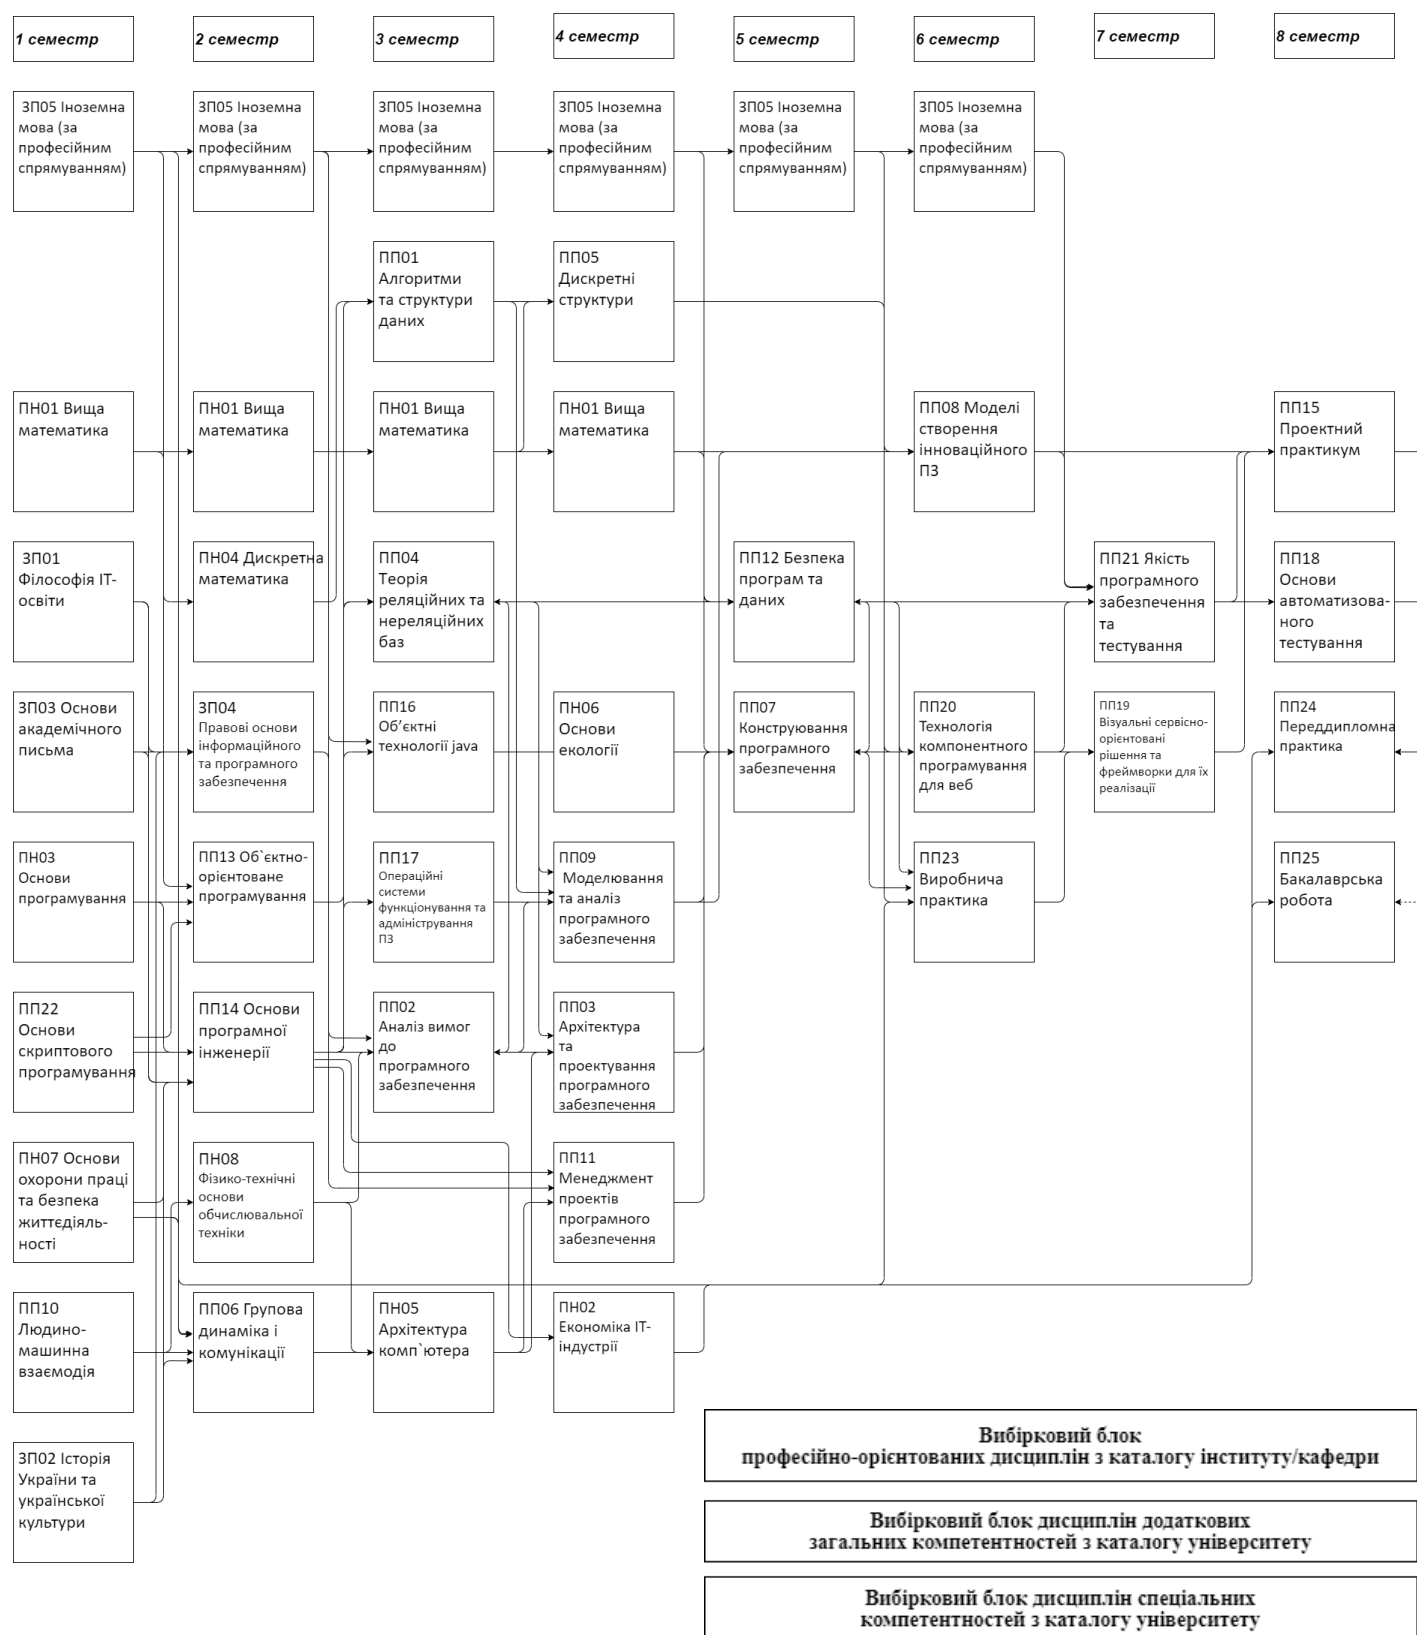 1 семестр
2 семестр
3 семестр
4 семестр
5 семестр
6 семестр
7 семестр
8 семестр
ЗП05 Іноземна
мова (за
професійним
спрямуванням)
ЗП05 Іноземна
мова (за
професійним
спрямуванням)
ЗП05 Іноземна
мова (за
професійним
спрямуванням)
ЗП05 Іноземна
мова (за
професійним
спрямуванням)
ЗП05 Іноземна
мова (за
професійним
спрямуванням)
ЗП05 Іноземна
мова (за
професійним
спрямуванням)
ПП01
Алгоритми
та структури
даних
ПП05
Дискретні
структури
ПН01 Вища
математика
ПН01 Вища
математика
ПН01 Вища
математика
ПН01 Вища
математика
ПП08 Моделі
створення
інноваційного
ПЗ
ПП15
Проектний
практикум
ЗП01
Філософія ІТ-
освіти
ПН04 Дискретна
математика
ПП04
Теорія
реляційних та
нереляційних
баз
ПП12 Безпека
програм та
даних
ПП21 Якість
програмного
забезпечення
та
тестування
ПП18
Основи
автоматизова-
ного
тестування
ЗП03 Основи
академічного
письма
ЗП04
Правові основи
інформаційного
та програмного
забезпечення
ПП16
Об’єктні
технології java
ПН06
Основи
екології
ПП07
Конструювання
програмного
забезпечення
ПП20
Технологія
компонентного
програмування
для веб
ПП19
Візуальні сервісно-
орієнтовані
рішення та
фреймворки для їх
реалізації
ПП24
Переддипломна
практика
ПН03
Основи
програмування
ПП13 Об`єктно-
орієнтоване
програмування
ПП17
Операційні
системи
функціонування та
адміністрування
ПЗ
ПП09
Моделювання
та аналіз
програмного
забезпечення
ПП23
Виробнича
практика
ПП25
Бакалаврська
робота
ПП22
Основи
скриптового
програмування
ПП14 Основи
програмної
інженерії
ПП02
Аналіз вимог
до
програмного
забезпечення
ПП03
Архітектура
та
проектування
програмного
забезпечення
ПН07 Основи
охорони праці
та безпека
життєдіяль-
ності
ПН08
Фізико-технічні
основи
обчислювальної
техніки
ПП11
Менеджмент
проектів
програмного
забезпечення
ПП10
Людино-
машинна
взаємодія
ПП06 Групова
динаміка і
комунікації
ПН05
Архітектура
комп`ютера
ПН02
Економіка ІТ-
індустрії
ЗП02 Історія
України та
української
культури
Вибірковий блок
професійно-орієнтованих дисциплін з каталогу інституту/кафедри
Вибірковий блок дисциплін додаткових
загальних компетентностей з каталогу університету
Вибірковий блок дисциплін спеціальних
компетентностей з каталогу університету